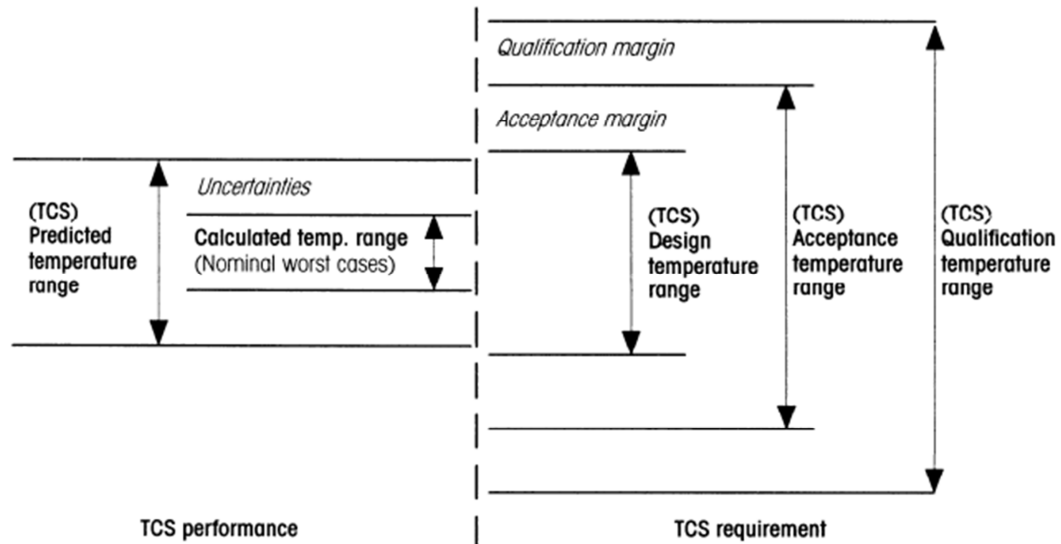 Qualification margin
Acceptance margin
Uncertainties
(TCS)
Predicted
temperature
range
Calculated temp. range
(Nominal worst cases)
(TCS)
Design
temperature
range
(TCS)
Acceptance
temperature
range
(TCS)
Qualification
temperature
range
TCS performance
TCS requirement